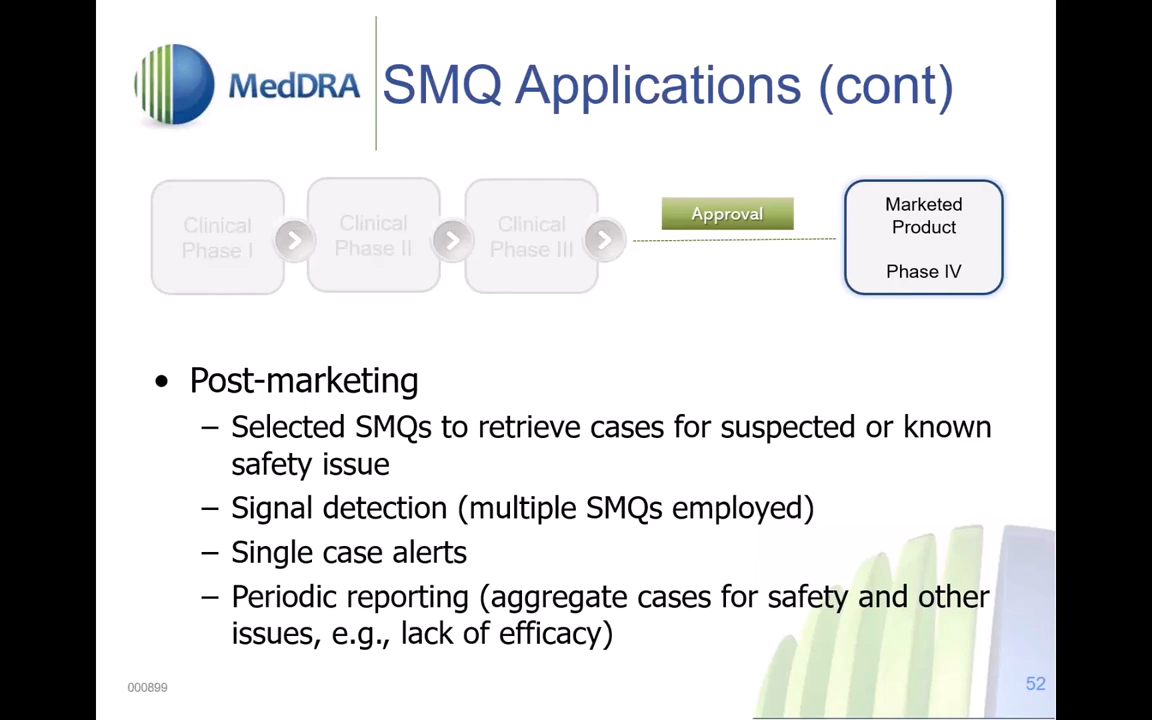 MedDRA
SMQ Applications (cont)
Clinical
Phase I
Clinical
Phase II
Clinical
Phase III
Approval
Marketed
Product
Phase IV
• Post-marketing
– Selected SMQs to retrieve cases for suspected or known
safety issue
– Signal detection (multiple SMQs employed)
– Single case alerts
– Periodic reporting (aggregate cases for safety and other
issues, e.g., lack of efficacy)
000899
52